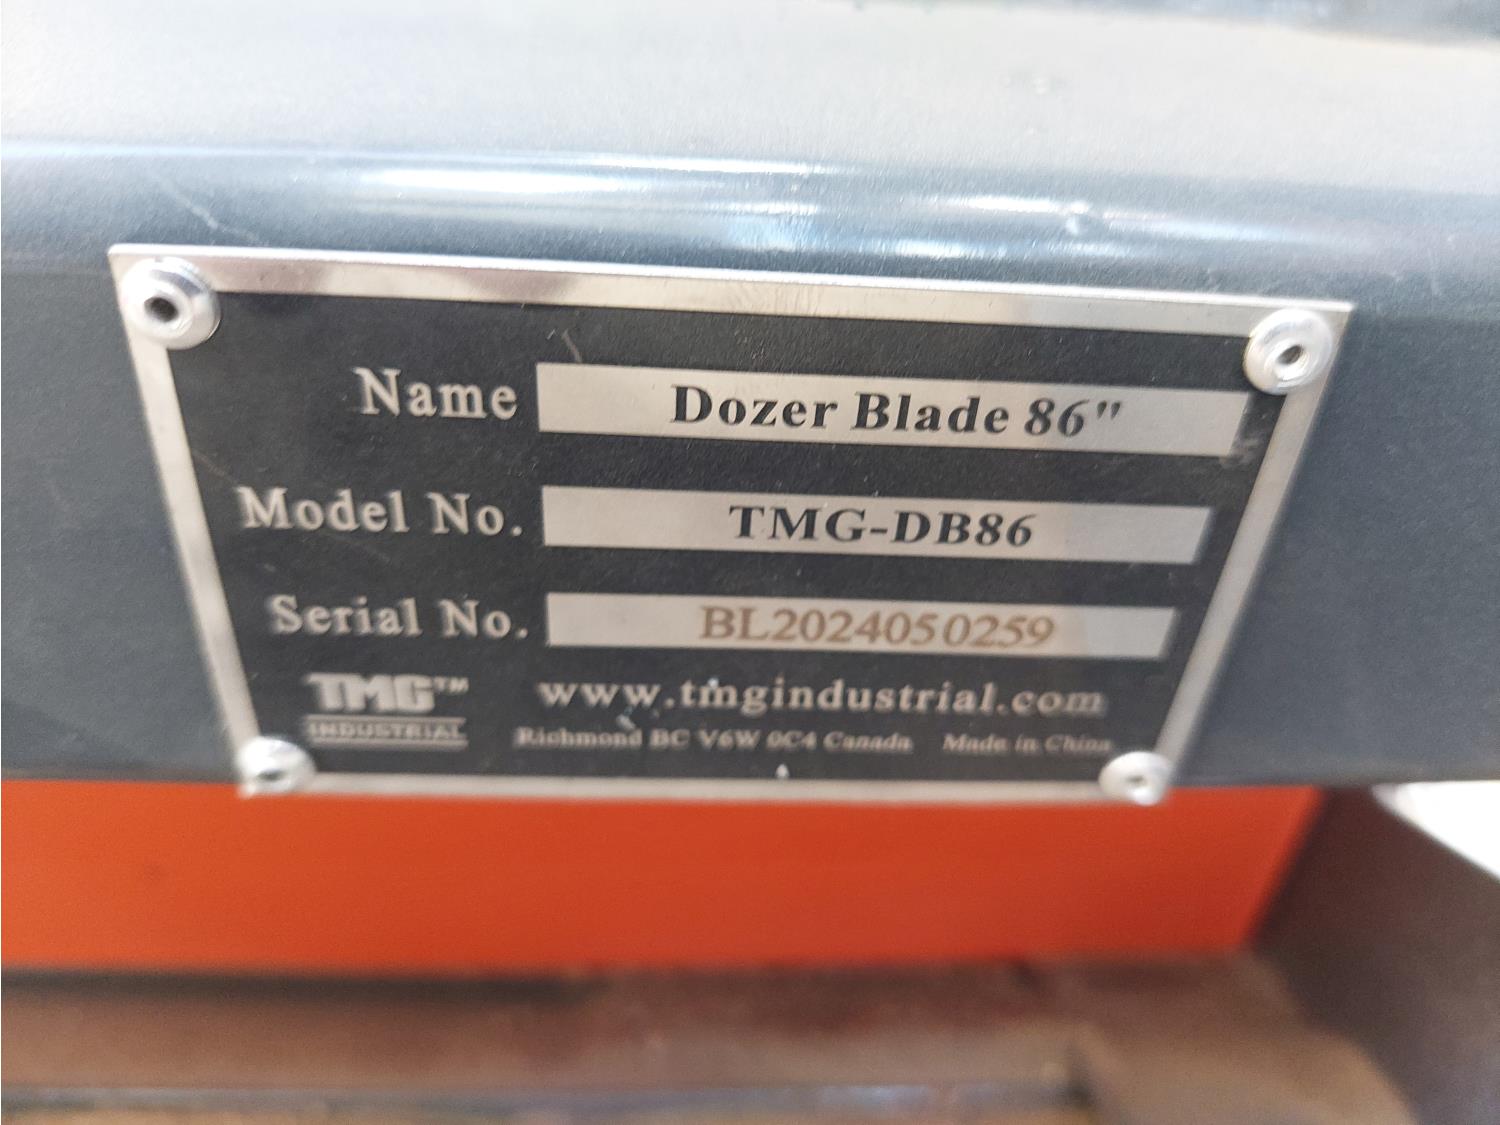 Name Dozer Blade 86"
Model No. TMG-DB86
Serial No. BL2024050259
TMG™ www.tmgindustrial.com
INDUSTRIAL Richmond BC V6W 0C4 Canada Made in China